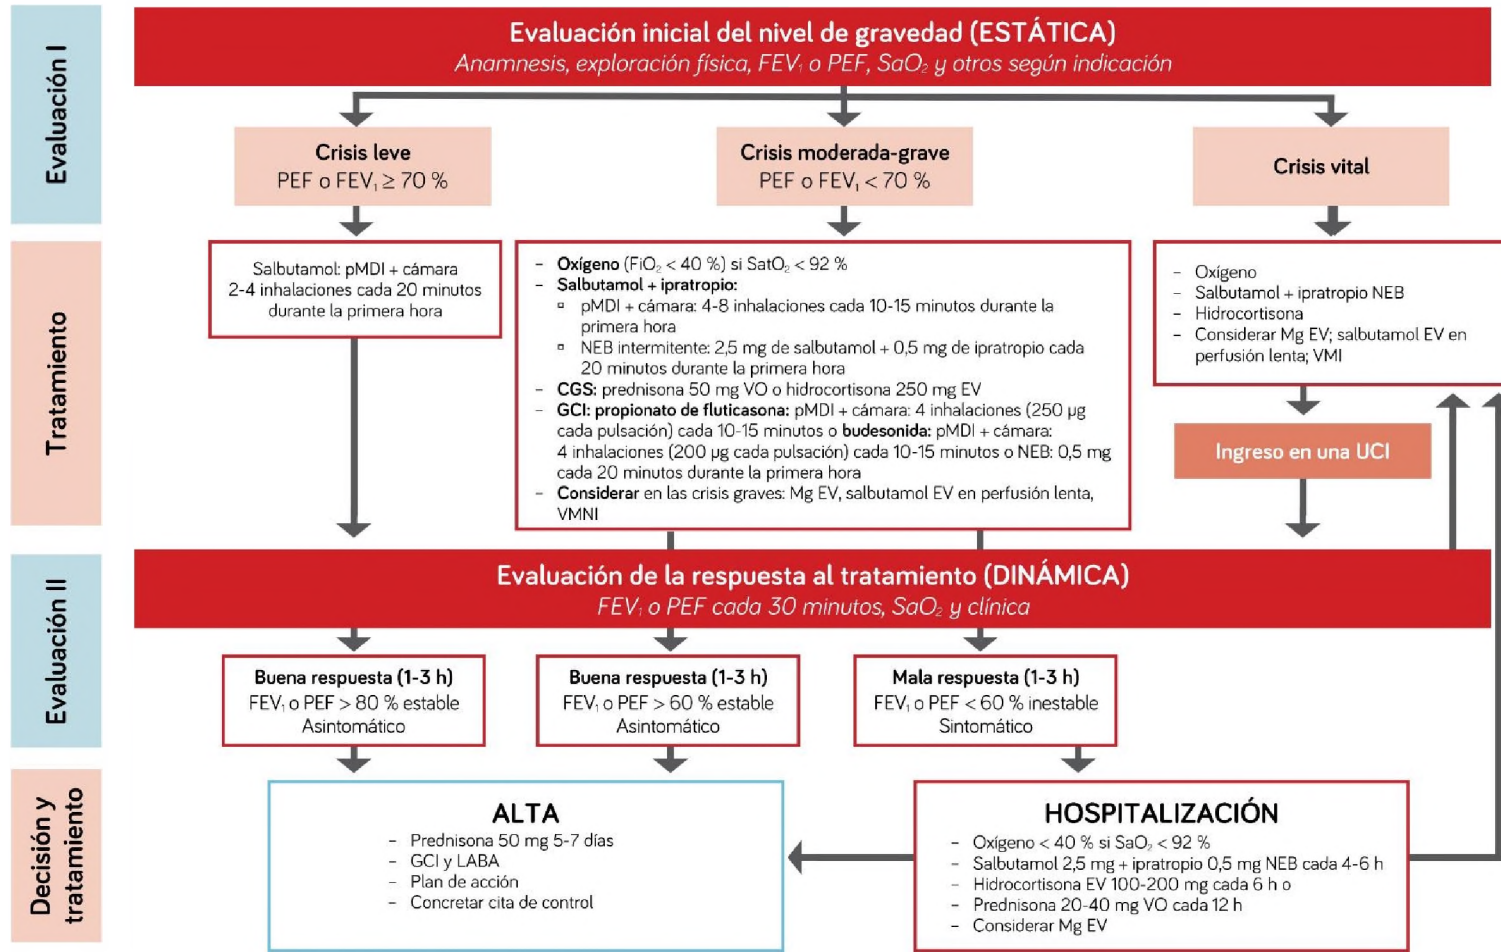 Evaluación I
Evaluación inicial del nivel de gravedad (ESTÁTICA)
Anamnesis, exploración física, FEV₁ o PEF, SaO₂ y otros según indicación
Crisis leve
PEF o FEV₁ ≥ 70 %
Crisis moderada-grave
PEF o FEV₁ < 70 %
Crisis vital
Tratamiento
Salbutamol: pMDI + cámara
2-4 inhalaciones cada 20 minutos
durante la primera hora
- Oxígeno (FiO₂ < 40 %) si SatO₂ < 92 %
- Salbutamol + ipratropio:
▫ pMDI + cámara: 4-8 inhalaciones cada 10-15 minutos durante la
primera hora
▫ NEB intermitente: 2,5 mg de salbutamol + 0,5 mg de ipratropio cada
20 minutos durante la primera hora
- CGS: prednisona 50 mg VO o hidrocortisona 250 mg EV
- GCI: propionato de fluticasona: pMDI + cámara: 4 inhalaciones (250 µg
cada pulsación) cada 10-15 minutos o budesonida: pMDI + cámara:
4 inhalaciones (200 µg cada pulsación) cada 10-15 minutos o NEB: 0,5 mg
cada 20 minutos durante la primera hora
- Considerar en las crisis graves: Mg EV, salbutamol EV en perfusión lenta,
VMNI
- Oxígeno
- Salbutamol + ipratropio NEB
- Hidrocortisona
- Considerar Mg EV; salbutamol EV en
perfusión lenta; VMI
Ingreso en una UCI
Evaluación II
Evaluación de la respuesta al tratamiento (DINÁMICA)
FEV₁ o PEF cada 30 minutos, SaO₂ y clínica
Buena respuesta (1-3 h)
FEV₁ o PEF > 80 % estable
Asintomático
Buena respuesta (1-3 h)
FEV₁ o PEF > 60 % estable
Asintomático
Mala respuesta (1-3 h)
FEV₁ o PEF < 60 % inestable
Sintomático
Decisión y
tratamiento
ALTA
- Prednisona 50 mg 5-7 días
- GCI y LABA
- Plan de acción
- Concretar cita de control
HOSPITALIZACIÓN
- Oxígeno < 40 % si SaO₂ < 92 %
- Salbutamol 2,5 mg + ipratropio 0,5 mg NEB cada 4-6 h
- Hidrocortisona EV 100-200 mg cada 6 h o
- Prednisona 20-40 mg VO cada 12 h
- Considerar Mg EV